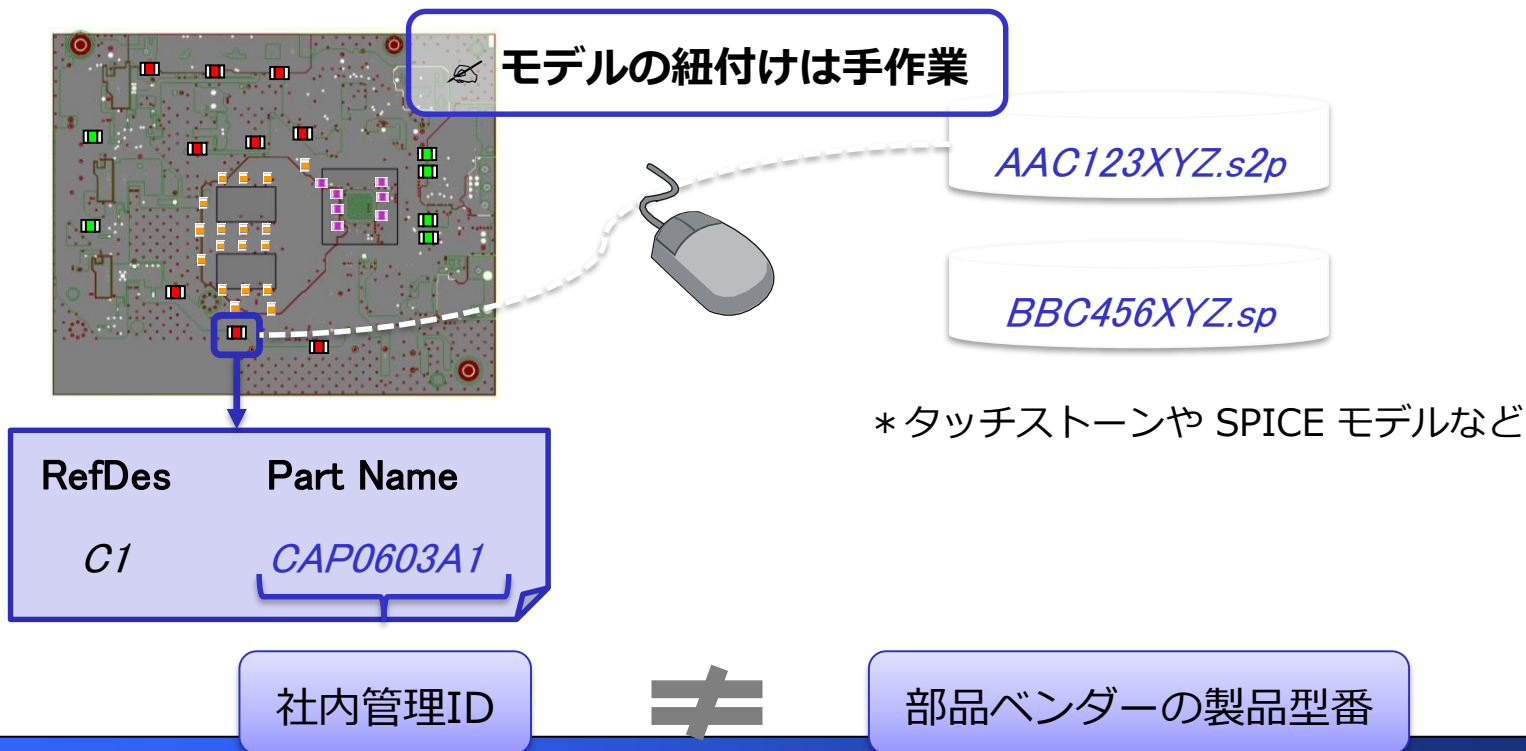 モデルの紐付けは手作業
AAC123XYZ.s2p
BBC456XYZ.sp
＊タッチストーンや SPICE モデルなど
RefDes Part Name
C1 CAP0603A1
社内管理ID ≠ 部品ベンダーの製品型番